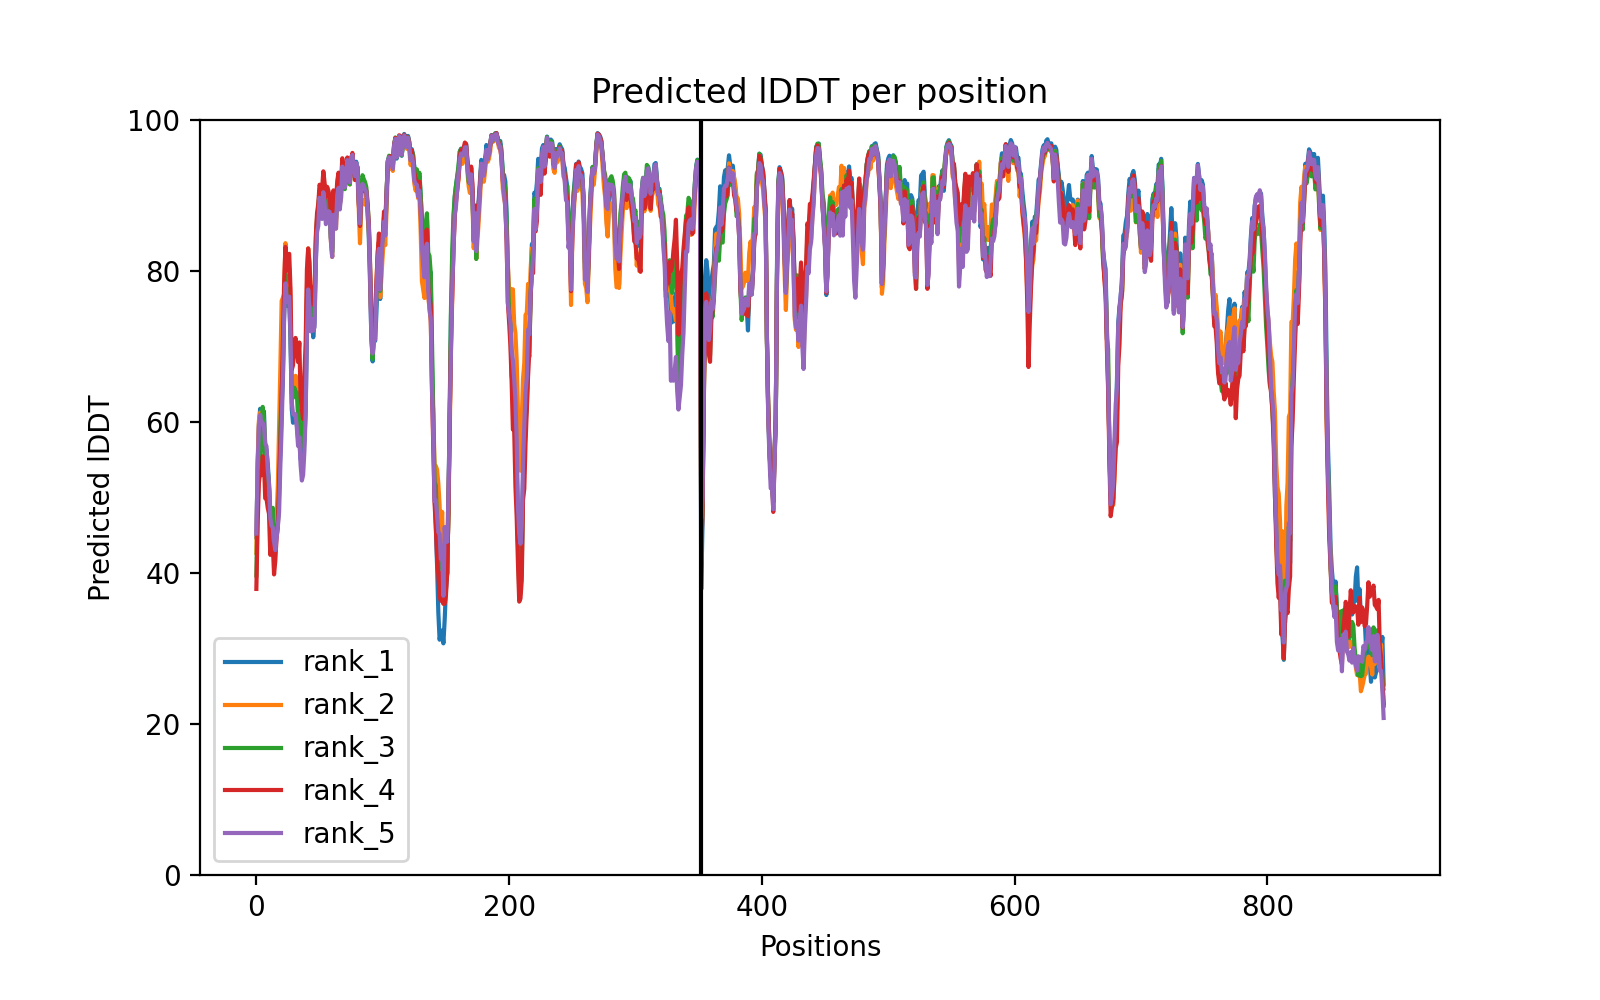 Predicted lDDT per position
100
80
60
40
20
0
Predicted lDDT
rank_1
rank_2
rank_3
rank_4
rank_5
0 200 400 600 800
Positions